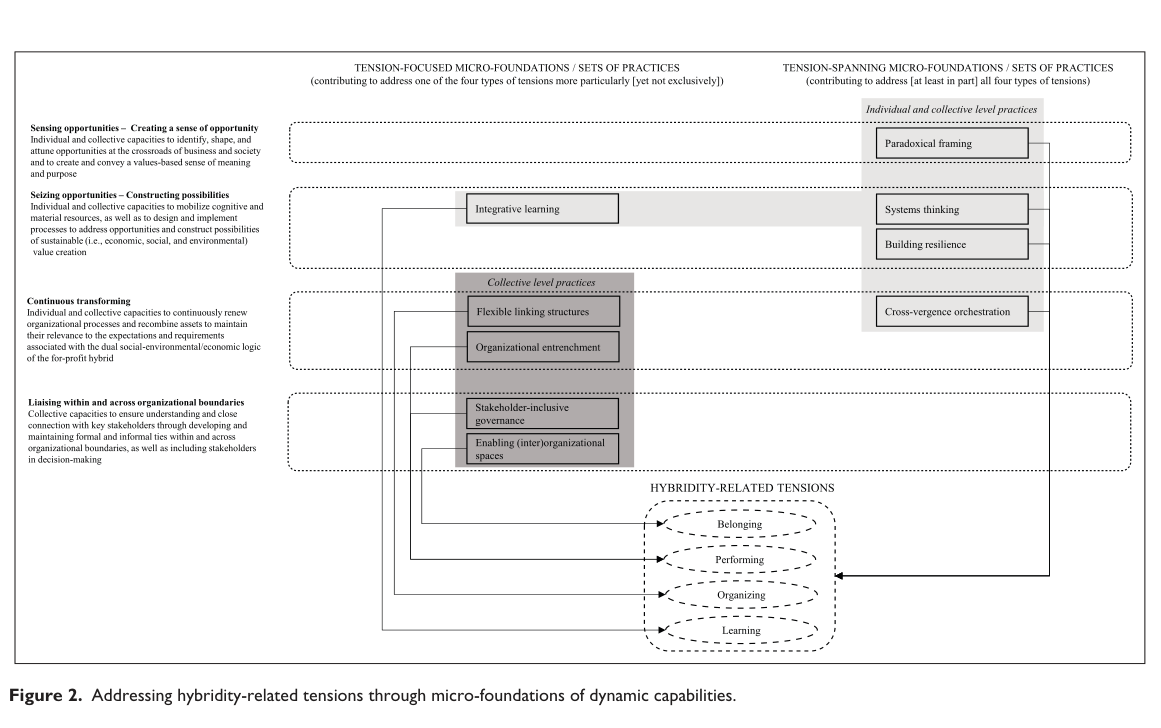 TENSION-FOCUSED MICRO-FOUNDATIONS / SETS OF PRACTICES
(contributing to address one of the four types of tensions more particularly [yet not exclusively])
TENSION-SPANNING MICRO-FOUNDATIONS / SETS OF PRACTICES
(contributing to address [at least in part] all four types of tensions)
Individual and collective level practices
Sensing opportunities – Creating a sense of opportunity
Individual and collective capacities to identify, shape, and
attune opportunities at the crossroads of business and society
and to create and convey a values-based sense of meaning
and purpose
Paradoxical framing
Seizing opportunities – Constructing possibilities
Individual and collective capacities to mobilize cognitive and
material resources, as well as to design and implement
processes to address opportunities and construct possibilities
of sustainable (i.e., economic, social, and environmental)
value creation
Integrative learning
Systems thinking
Building resilience
Collective level practices
Continuous transforming
Individual and collective capacities to continuously renew
organizational processes and recombine assets to maintain
their relevance to the expectations and requirements
associated with the dual social-environmental/economic logic
of the for-profit hybrid
Flexible linking structures
Organizational entrenchment
Cross-vergence orchestration
Liaising within and across organizational boundaries
Collective capacities to ensure understanding and close
connection with key stakeholders through developing and
maintaining formal and informal ties within and across
organizational boundaries, as well as including stakeholders
in decision-making
Stakeholder-inclusive
governance
Enabling (inter)organizational
spaces
HYBRIDITY-RELATED TENSIONS
Belonging
Performing
Organizing
Learning
Figure 2. Addressing hybridity-related tensions through micro-foundations of dynamic capabilities.